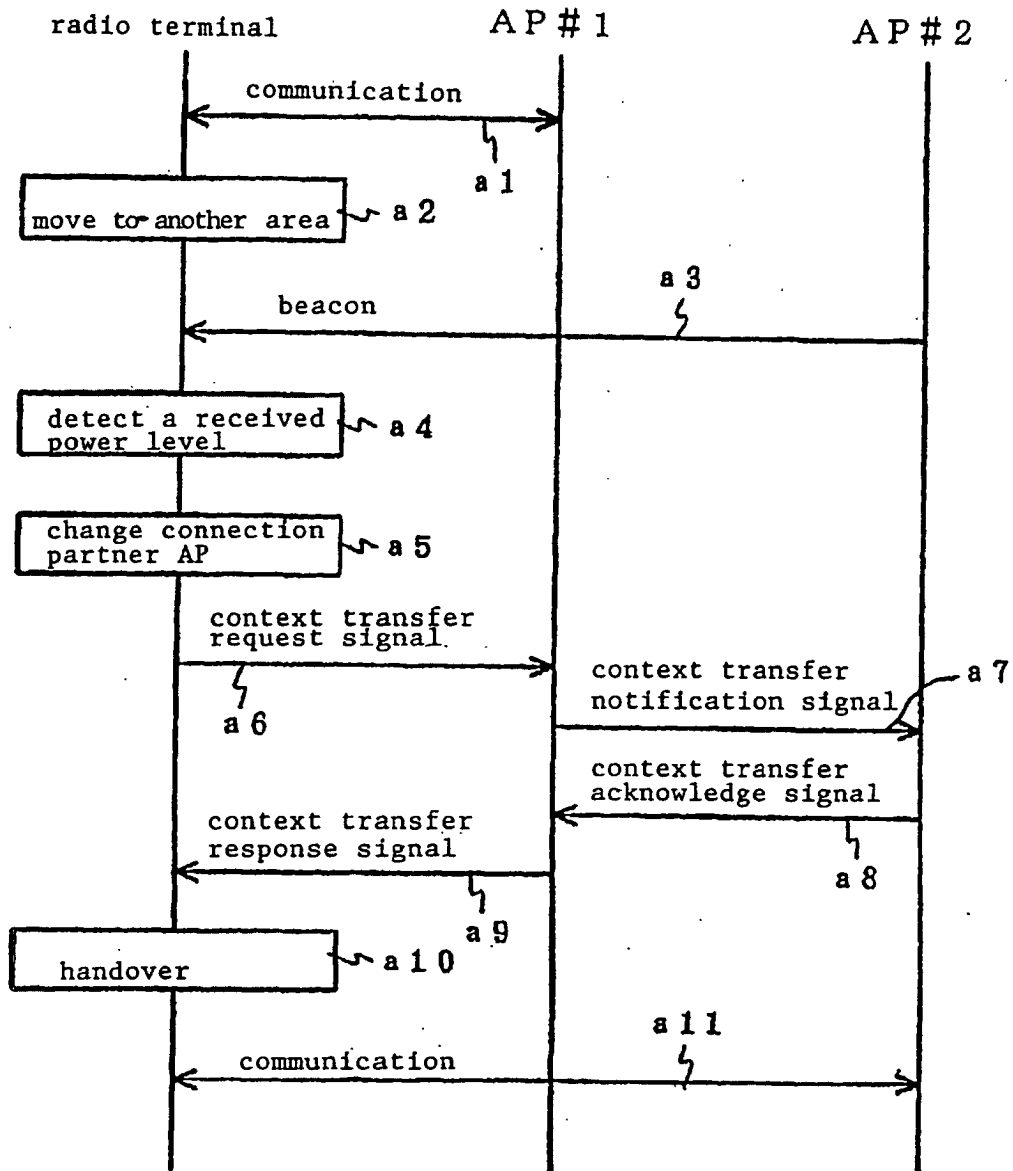 radio terminal
AP#1
AP#2
communication
a1
move to another area
a2
a3
beacon
detect a received
power level
a4
change connection
partner AP
a5
context transfer
request signal
a6
context transfer
notification signal
a7
context transfer
acknowledge signal
a8
context transfer
response signal
a9
handover
a10
a11
communication